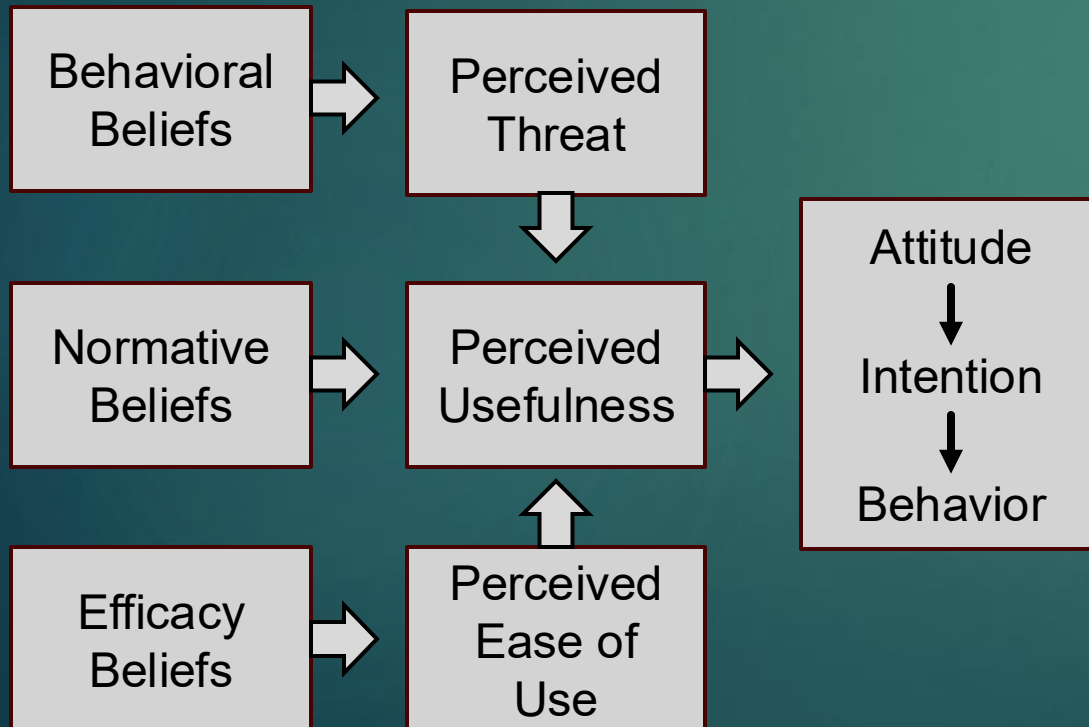 Behavioral
Beliefs
Perceived
Threat
Normative
Beliefs
Perceived
Usefulness
Attitude
Intention
Behavior
Efficacy
Beliefs
Perceived
Ease of
Use